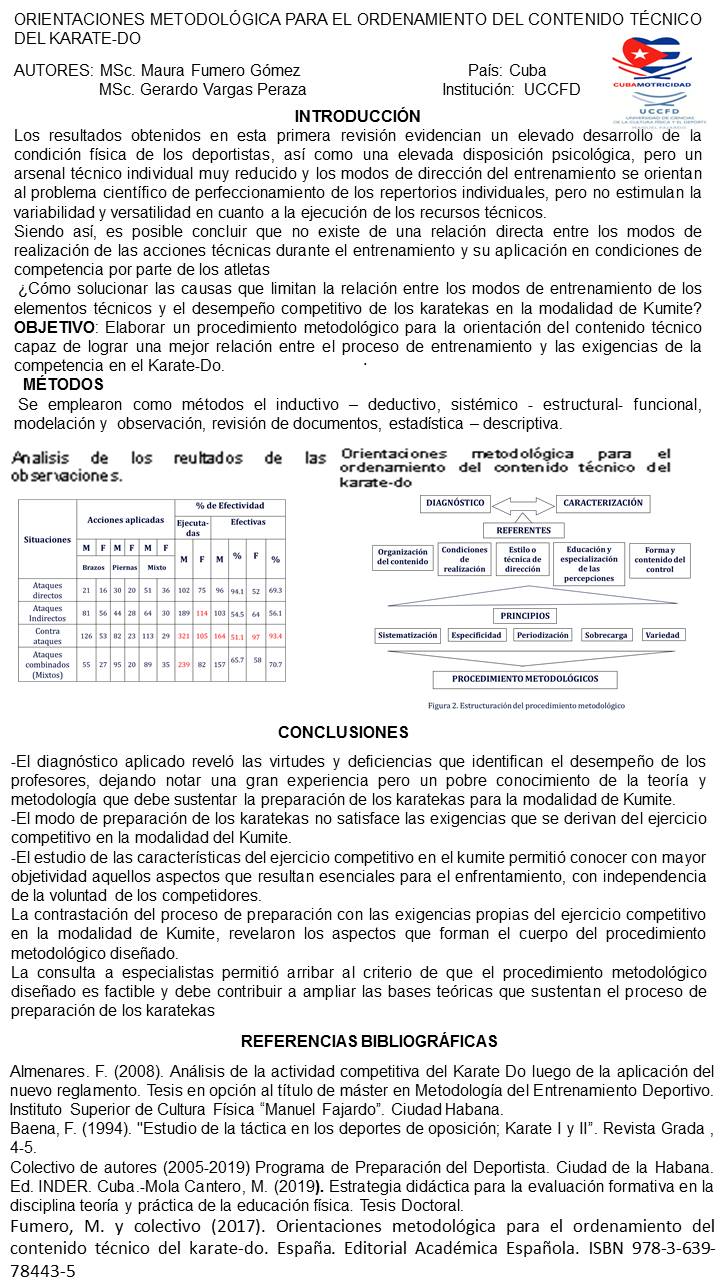 ORIENTACIONES METODOLÓGICA PARA EL ORDENAMIENTO DEL CONTENIDO TÉCNICO
DEL KARATE-DO
AUTORES: MSc. Maura Fumero Gómez
MSc. Gerardo Vargas Peraza
País: Cuba
Institución: UCCFD
CUBAMOTRICIDAD
UCCFD
UNIVERSIDAD DE CIENCIAS
DE LA CULTURA FÍSICA Y EL DEPORTE
MANUEL FAJARDO
INTRODUCCIÓN
Los resultados obtenidos en esta primera revisión evidencian un elevado desarrollo de la
condición física de los deportistas, así como una elevada disposición psicológica, pero un
arsenal técnico individual muy reducido y los modos de dirección del entrenamiento se orientan
al problema científico de perfeccionamiento de los repertorios individuales, pero no estimulan la
variabilidad y versatilidad en cuanto a la ejecución de los recursos técnicos.
Siendo así, es posible concluir que no existe de una relación directa entre los modos de
realización de las acciones técnicas durante el entrenamiento y su aplicación en condiciones de
competencia por parte de los atletas
¿Cómo solucionar las causas que limitan la relación entre los modos de entrenamiento de los
elementos técnicos y el desempeño competitivo de los karatekas en la modalidad de Kumite?
OBJETIVO: Elaborar un procedimiento metodológico para la orientación del contenido técnico
capaz de lograr una mejor relación entre el proceso de entrenamiento y las exigencias de la
competencia en el Karate-Do. .
MÉTODOS
Se emplearon como métodos el inductivo – deductivo, sistémico - estructural- funcional,
modelación y observación, revisión de documentos, estadística – descriptiva.
Analisis de los reultados de las
observaciones.
Situaciones Acciones aplicadas % de Efectividad
Ejecuta-
das Efectivas
M F M F M F M F M % F %
Brazos Piernas Mixto
Ataques
directos 21 16 30 20 51 36 102 75 96 94.1 52 69.3
Ataques
Indirectos 81 56 44 28 64 30 189 114 103 54.5 64 56.1
Contra
ataques 126 53 82 23 113 29 321 105 164 51.1 97 93.4
Ataques
combinados
(Mixtos) 55 27 95 20 89 35 239 82 157 65.7 58 70.7
Orientaciones metodológica para el
ordenamiento del contenido técnico del
karate-do
DIAGNÓSTICO CARACTERIZACIÓN
REFERENTES
Organización
del contenido
Condiciones
de
realización
Estilo o
técnica de
dirección
Educación y
especialización
de las
percepciones
Forma y
contenido del
control
PRINCIPIOS
Sistematización Especificidad Periodización Sobrecarga Variedad
PROCEDIMIENTO METODOLÓGICOS
Figura 2. Estructuración del procedimiento metodológico
CONCLUSIONES
-El diagnóstico aplicado reveló las virtudes y deficiencias que identifican el desempeño de los
profesores, dejando notar una gran experiencia pero un pobre conocimiento de la teoría y
metodología que debe sustentar la preparación de los karatekas para la modalidad de Kumite.
-El modo de preparación de los karatekas no satisface las exigencias que se derivan del ejercicio
competitivo en la modalidad del Kumite.
-El estudio de las características del ejercicio competitivo en el kumite permitió conocer con mayor
objetividad aquellos aspectos que resultan esenciales para el enfrentamiento, con independencia
de la voluntad de los competidores.
La contrastación del proceso de preparación con las exigencias propias del ejercicio competitivo
en la modalidad de Kumite, revelaron los aspectos que forman el cuerpo del procedimiento
metodológico diseñado.
La consulta a especialistas permitió arribar al criterio de que el procedimiento metodológico
diseñado es factible y debe contribuir a ampliar las bases teóricas que sustentan el proceso de
preparación de los karatekas
REFERENCIAS BIBLIOGRÁFICAS
Almenares. F. (2008). Análisis de la actividad competitiva del Karate Do luego de la aplicación del
nuevo reglamento. Tesis en opción al título de máster en Metodología del Entrenamiento Deportivo.
Instituto Superior de Cultura Física “Manuel Fajardo”. Ciudad Habana.
Baena, F. (1994). "Estudio de la táctica en los deportes de oposición; Karate I y II”. Revista Grada ,
4-5.
Colectivo de autores (2005-2019) Programa de Preparación del Deportista. Ciudad de la Habana.
Ed. INDER. Cuba.-Mola Cantero, M. (2019). Estrategia didáctica para la evaluación formativa en la
disciplina teoría y práctica de la educación física. Tesis Doctoral.
Fumero, M. y colectivo (2017). Orientaciones metodológica para el ordenamiento del
contenido técnico del karate-do. España. Editorial Académica Española. ISBN 978-3-639-
78443-5